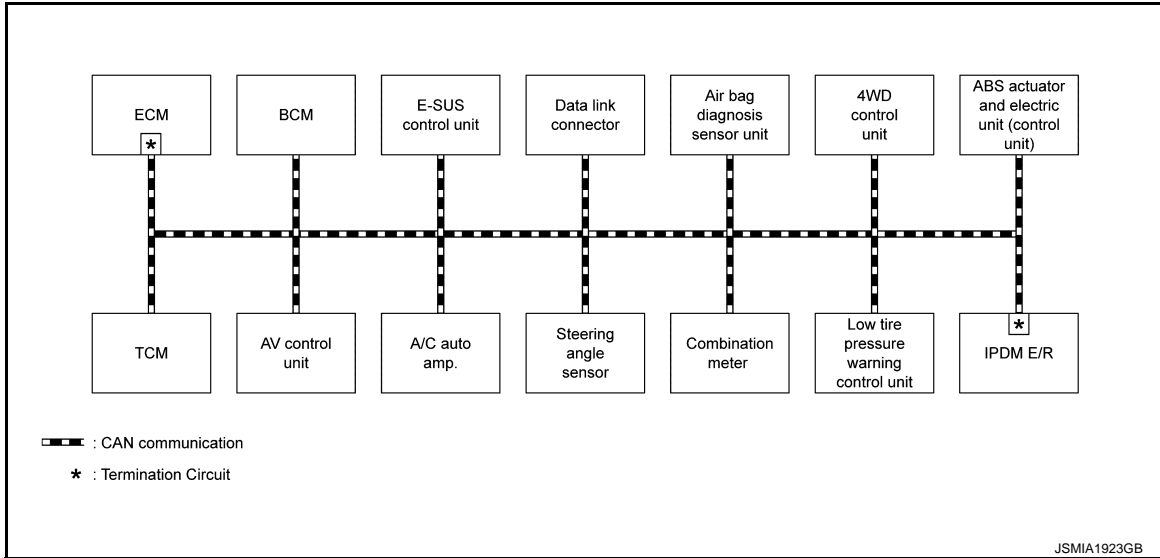 ECM
*
BCM
E-SUS
control unit
Data link
connector
Air bag
diagnosis
sensor unit
4WD
control
unit
ABS actuator
and electric
unit (control
unit)
TCM
AV control
unit
A/C auto
amp.
Steering
angle
sensor
Combination
meter
Low tire
pressure
warning
control unit
*
IPDM E/R
: CAN communication
* : Termination Circuit
JSMIA1923GB